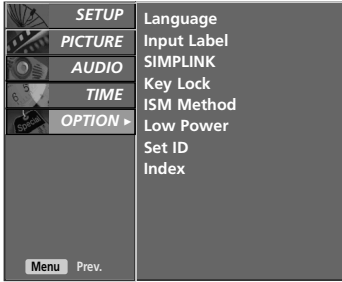 SETUP
PICTURE
AUDIO
TIME
OPTION ▸
Language
Input Label
SIMPLINK
Key Lock
ISM Method
Low Power
Set ID
Index
Menu Prev.
Special